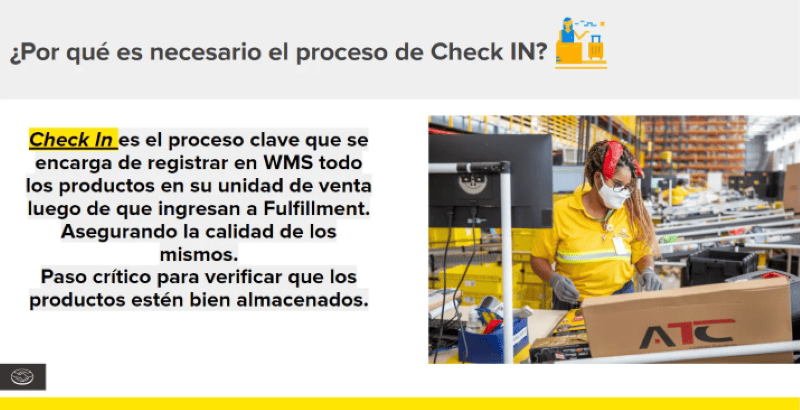 ¿Por qué es necesario el proceso de Check IN?
Check In es el proceso clave que se
encarga de registrar en WMS todo
los productos en su unidad de venta
luego de que ingresan a Fulfillment.
Asegurando la calidad de los
mismos.
Paso crítico para verificar que los
productos estén bien almacenados.
ATC